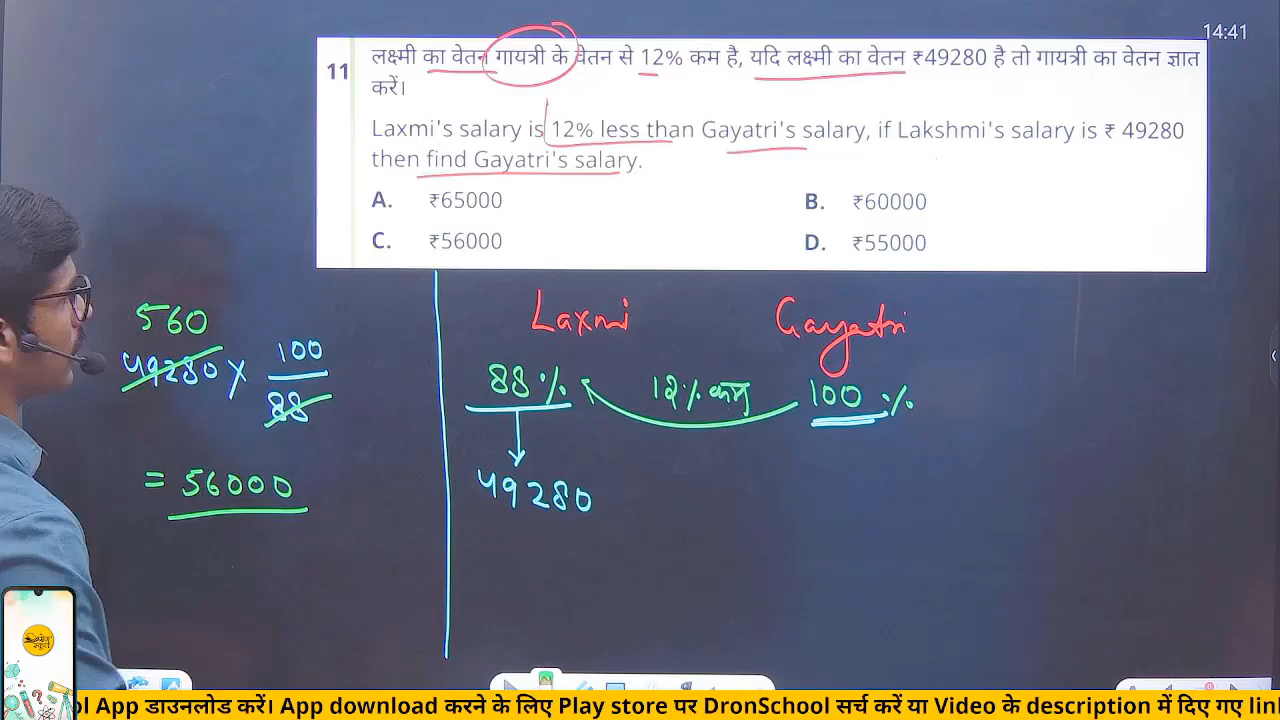 14:41
11
लक्ष्मी का वेतन गायत्री के वेतन से 12% कम है, यदि लक्ष्मी का वेतन ₹49280 है तो गायत्री का वेतन ज्ञात
करें।
Laxmi's salary is 12% less than Gayatri's salary, if Lakshmi's salary is ₹ 49280
then find Gayatri's salary.
A. ₹65000
B. ₹60000
C. ₹56000
D. ₹55000
Laxmi Gayatri
88% 12% कम 100%
49280
560
49280 × 100
88
= 56000
App डाउनलोड करें। App download करने के लिए Play store पर DronSchool सर्च करें या Video के description में दिए गए